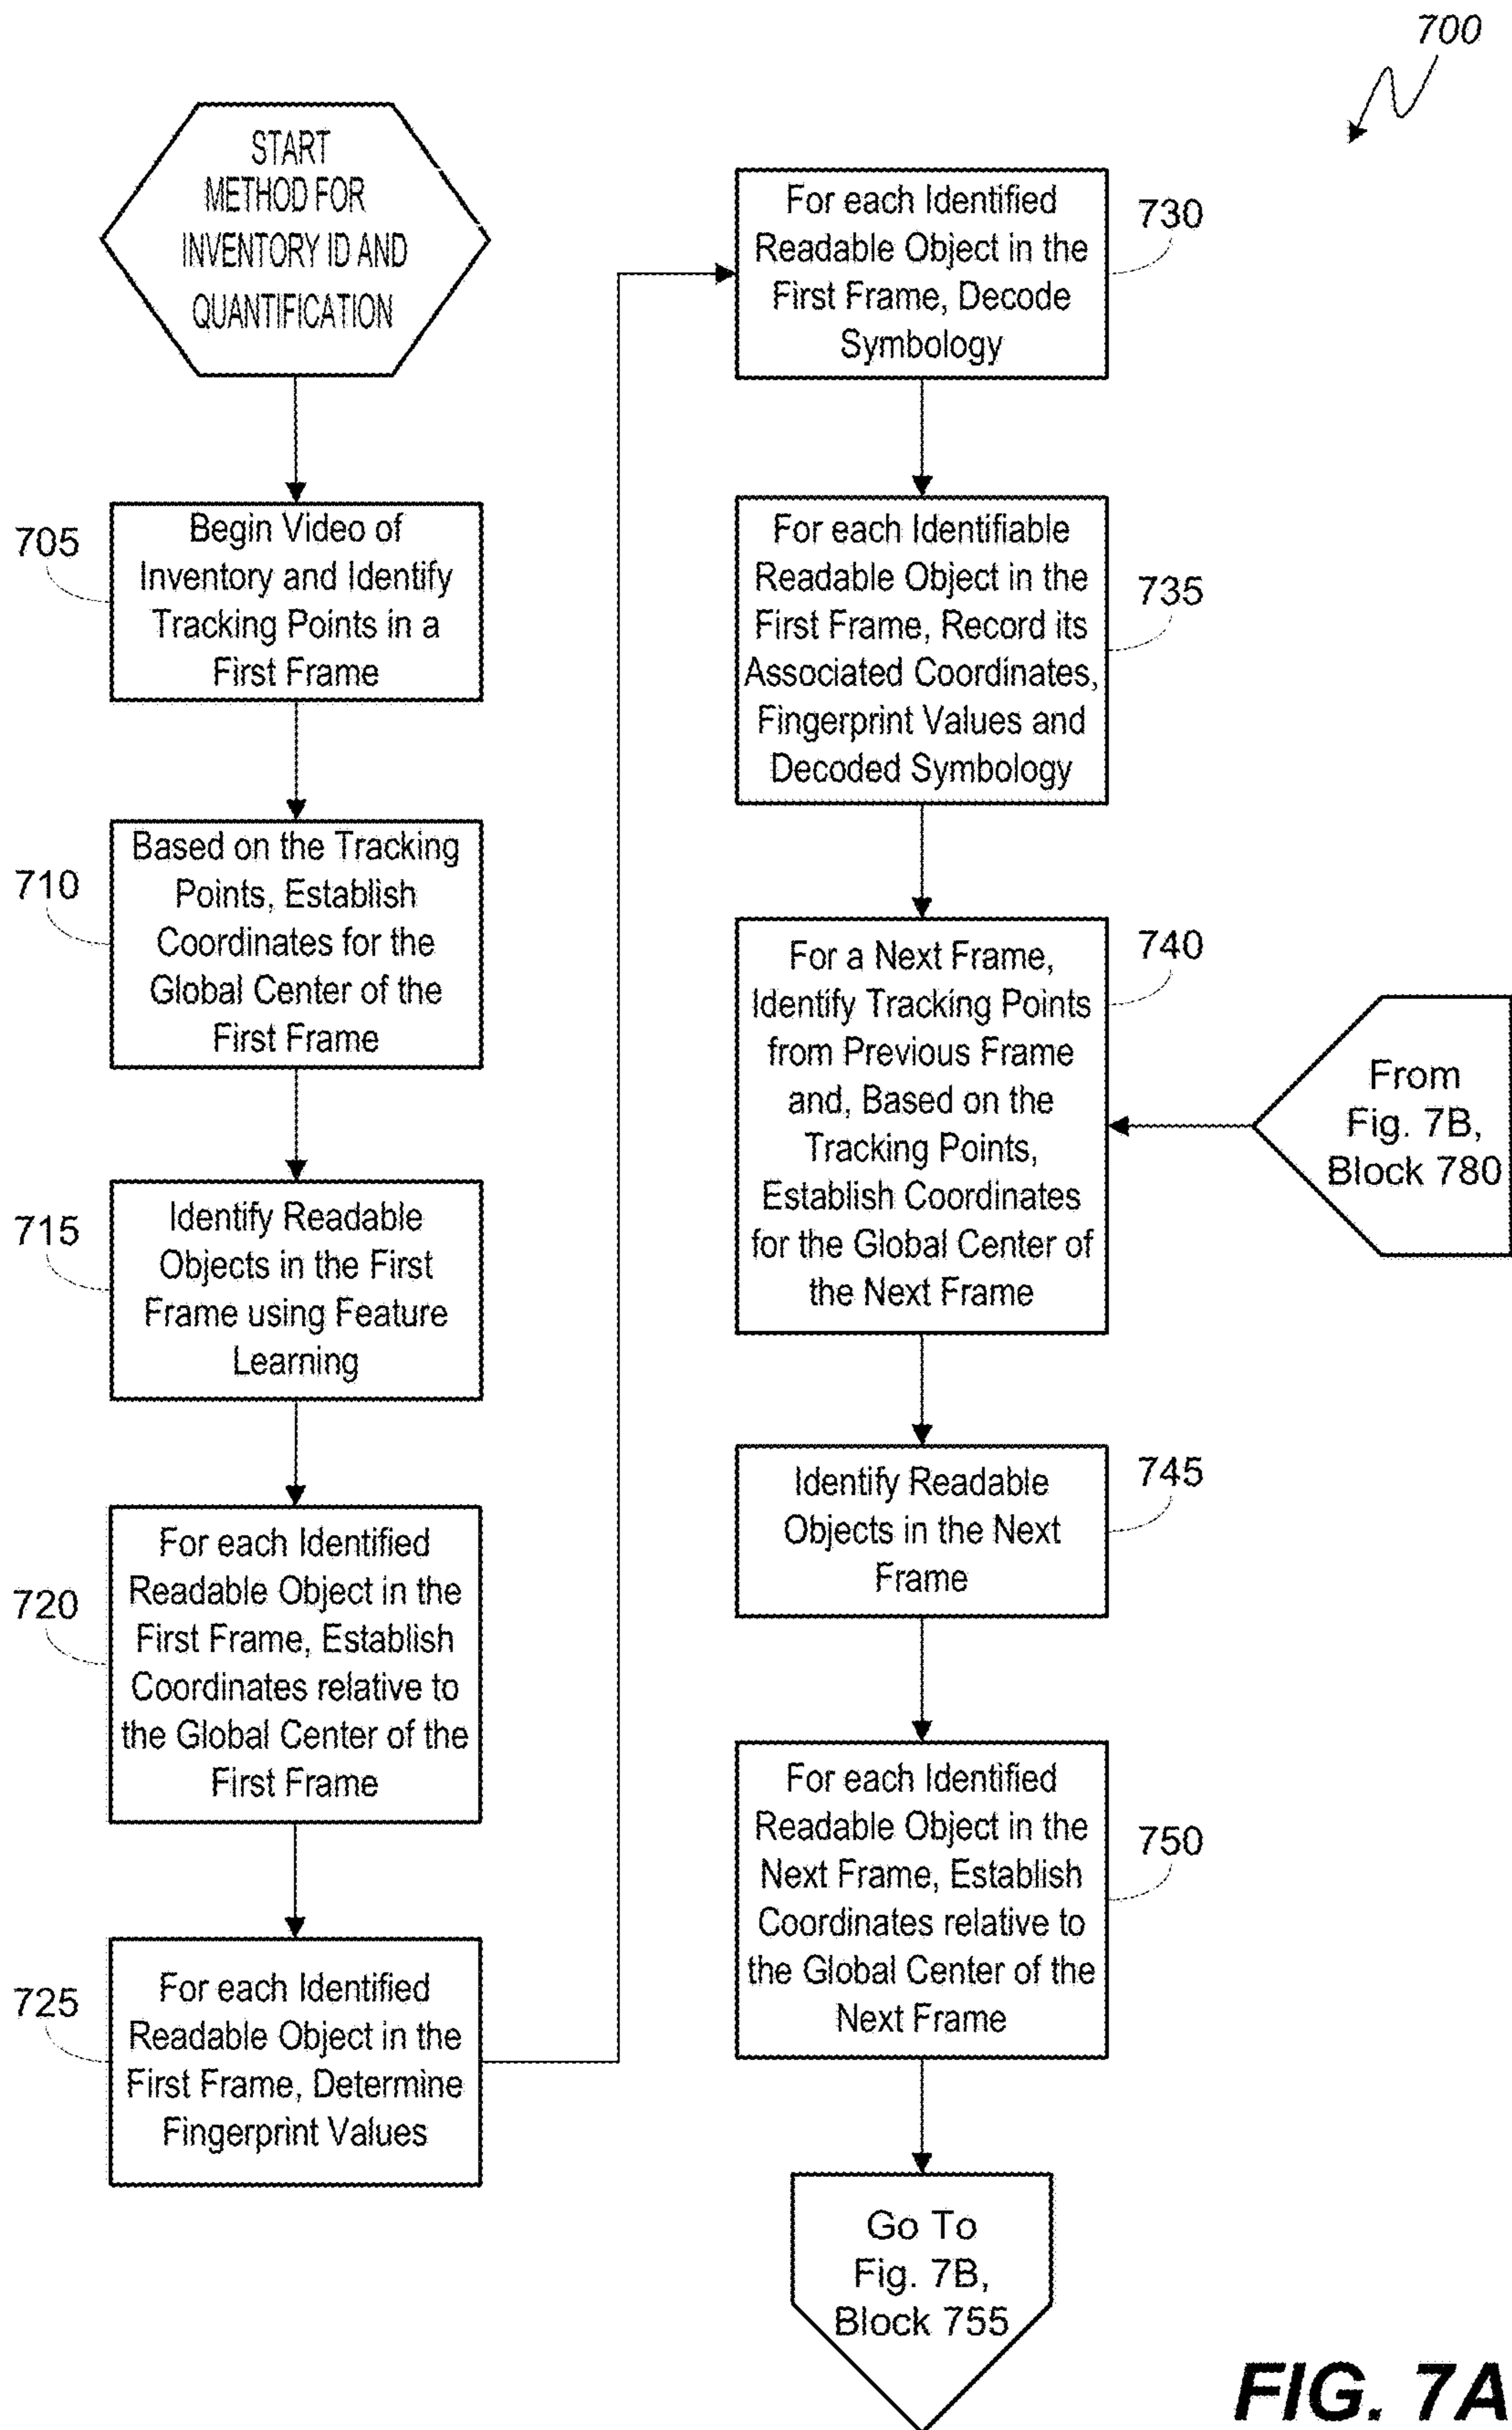 700
START
METHOD FOR
INVENTORY ID AND
QUANTIFICATION
705
Begin Video of
Inventory and Identify
Tracking Points in a
First Frame
710
Based on the Tracking
Points, Establish
Coordinates for the
Global Center of the
First Frame
715
Identify Readable
Objects in the First
Frame using Feature
Learning
720
For each Identified
Readable Object in the
First Frame, Establish
Coordinates relative to
the Global Center of the
First Frame
725
For each Identified
Readable Object in the
First Frame, Determine
Fingerprint Values
For each Identified
Readable Object in the
First Frame, Decode
Symbology
730
For each Identifiable
Readable Object in the
First Frame, Record its
Associated Coordinates,
Fingerprint Values and
Decoded Symbology
735
For a Next Frame,
Identify Tracking Points
from Previous Frame
and, Based on the
Tracking Points,
Establish Coordinates
for the Global Center of
the Next Frame
740
From
Fig. 7B,
Block 780
Identify Readable
Objects in the Next
Frame
745
For each Identified
Readable Object in the
Next Frame, Establish
Coordinates relative to
the Global Center of the
Next Frame
750
Go To
Fig. 7B,
Block 755
FIG. 7A